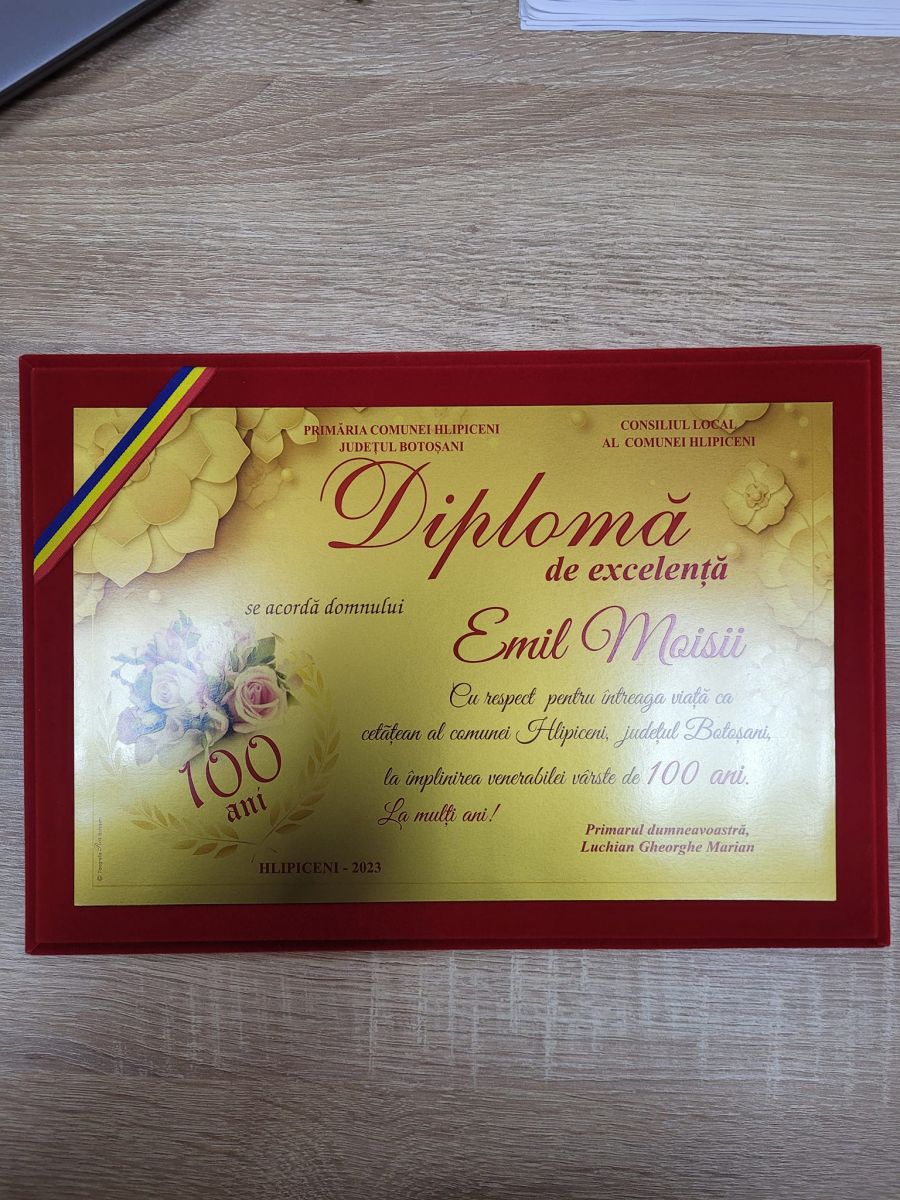 PRIMĂRIA COMUNEI HLIPICENI
JUDEȚUL BOTOȘANI
CONSILIUL LOCAL
AL COMUNEI HLIPICENI
Diplomă
de excelență
se acordă domnului
Emil Moisii
Cu respect pentru întreaga viață ca
cetățean al comunei Hlipiceni, județul Botoșani,
la împlinirea venerabilei vârste de 100 ani.
La mulți ani!
100
ani
Primarul dumneavoastră,
Luchian Gheorghe Marian
HLIPICENI - 2023